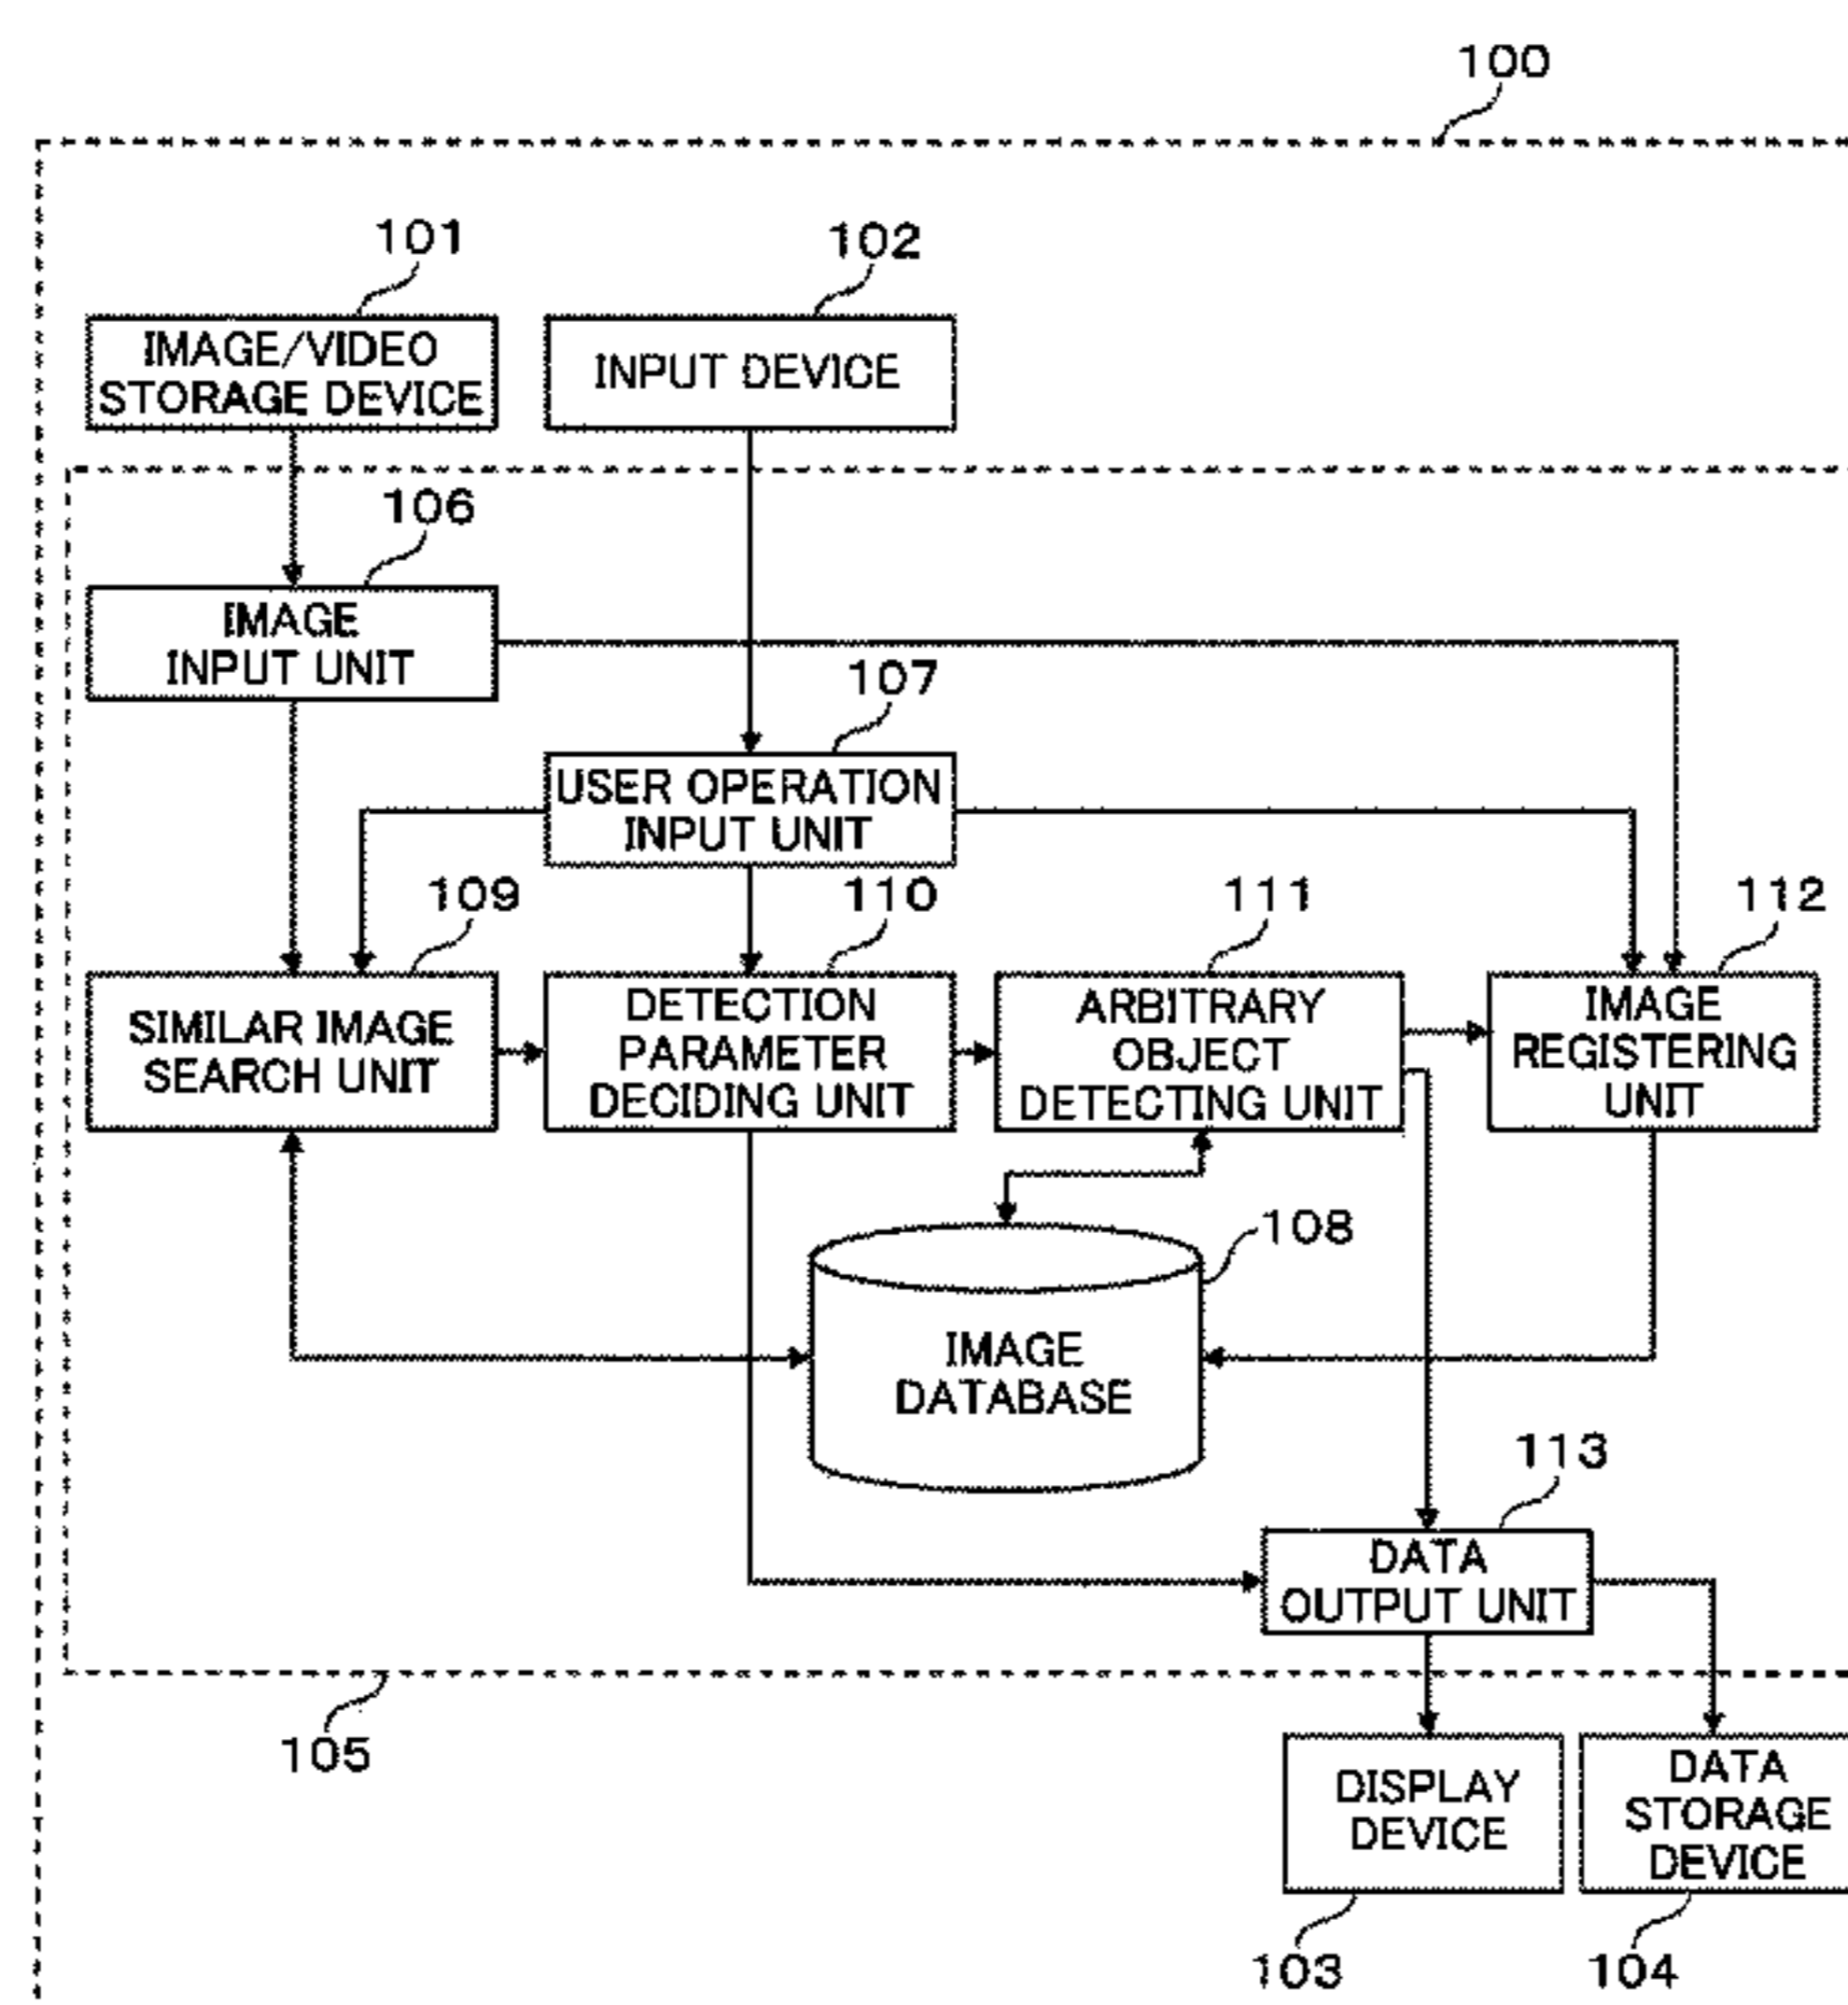 100
101
102
IMAGE/VIDEO
STORAGE DEVICE
INPUT DEVICE
106
IMAGE
INPUT UNIT
107
USER OPERATION
INPUT UNIT
109
110
111
112
SIMILAR IMAGE
SEARCH UNIT
DETECTION
PARAMETER
DECIDING UNIT
ARBITRARY
OBJECT
DETECTING UNIT
IMAGE
REGISTERING
UNIT
108
IMAGE
DATABASE
113
DATA
OUTPUT UNIT
105
DISPLAY
DEVICE
DATA
STORAGE
DEVICE
103
104